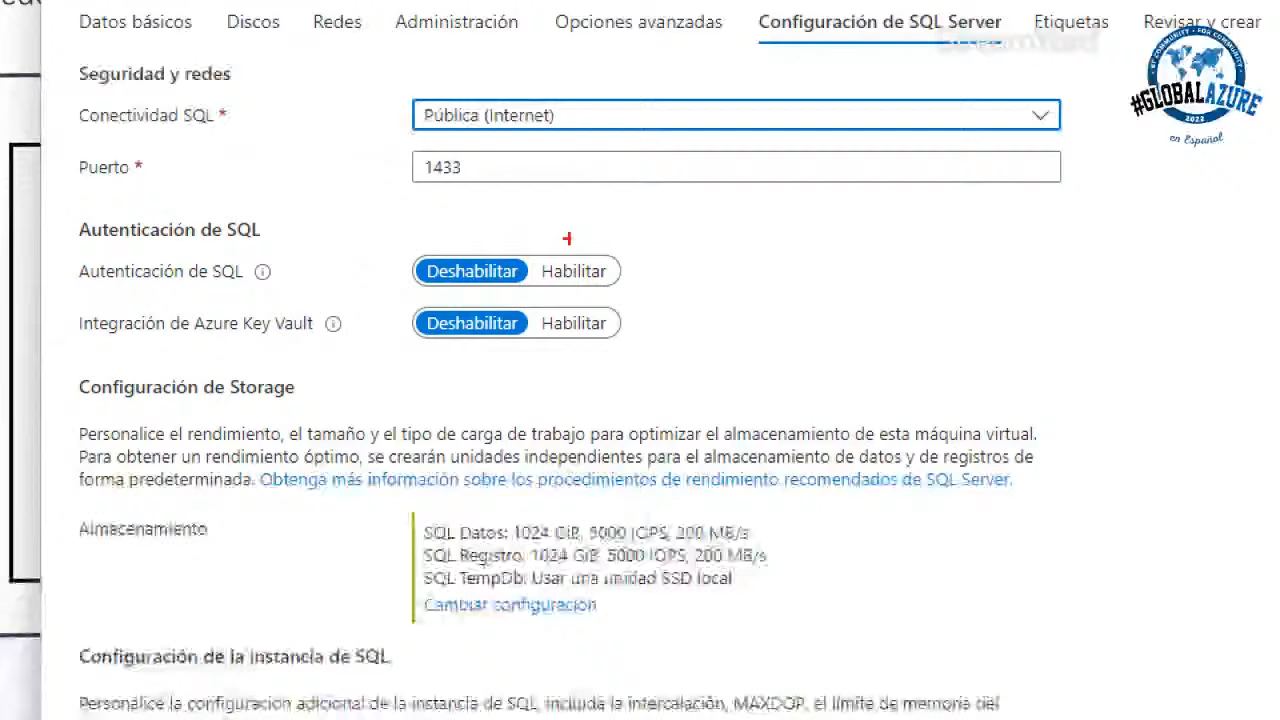 Datos básicos Discos Redes Administración Opciones avanzadas Configuración de SQL Server Etiquetas Revisar y crear
BY COMMUNITY • FOR COMMUNITY
#GLOBALAZURE
2022
en Español
Seguridad y redes
Conectividad SQL * Pública (Internet)
Puerto * 1433
Autenticación de SQL
Autenticación de SQL Deshabilitar Habilitar
Integración de Azure Key Vault Deshabilitar Habilitar
Configuración de Storage
Personalice el rendimiento, el tamaño y el tipo de carga de trabajo para optimizar el almacenamiento de esta máquina virtual.
Para obtener un rendimiento óptimo, se crearán unidades independientes para el almacenamiento de datos y de registros de
forma predeterminada. Obtenga más información sobre los procedimientos de rendimiento recomendados de SQL Server.
Almacenamiento
SQL Datos: 1024 GiB, 5000 IOPS, 200 MB/s
SQL Registro: 1024 GiB, 5000 IOPS, 200 MB/s
SQL TempDb: Usar una unidad SSD local
Cambiar configuración
Configuración de la instancia de SQL
Personalice la configuración adicional de la instancia de SQL, incluida la intercalación, MAXDOP, el límite de memoria del